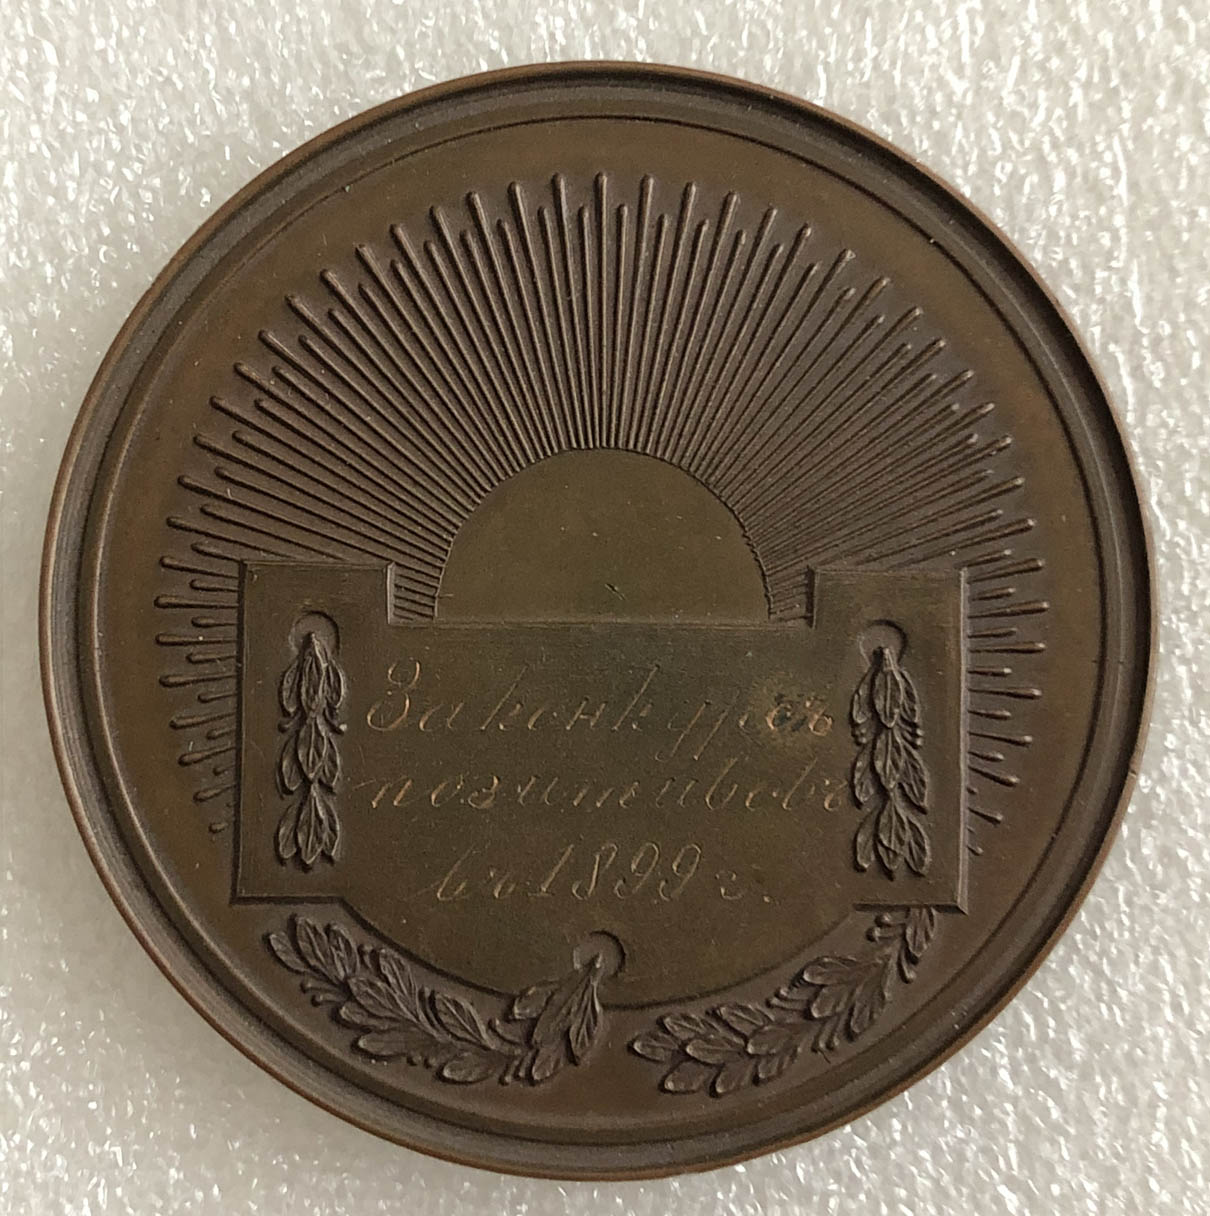 За конкурсъ
позитивовъ
въ 1899 г.